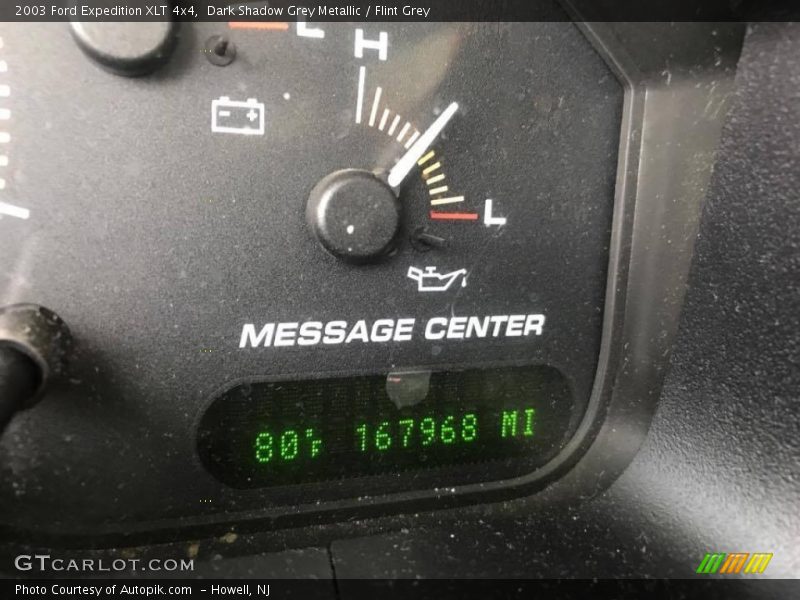 2003 Ford Expedition XLT 4x4, Dark Shadow Grey Metallic / Flint Grey
L
H
L
MESSAGE CENTER
80°F 167968 MI
GTCARLOT.COM
Photo Courtesy of Autopik.com - Howell, NJ